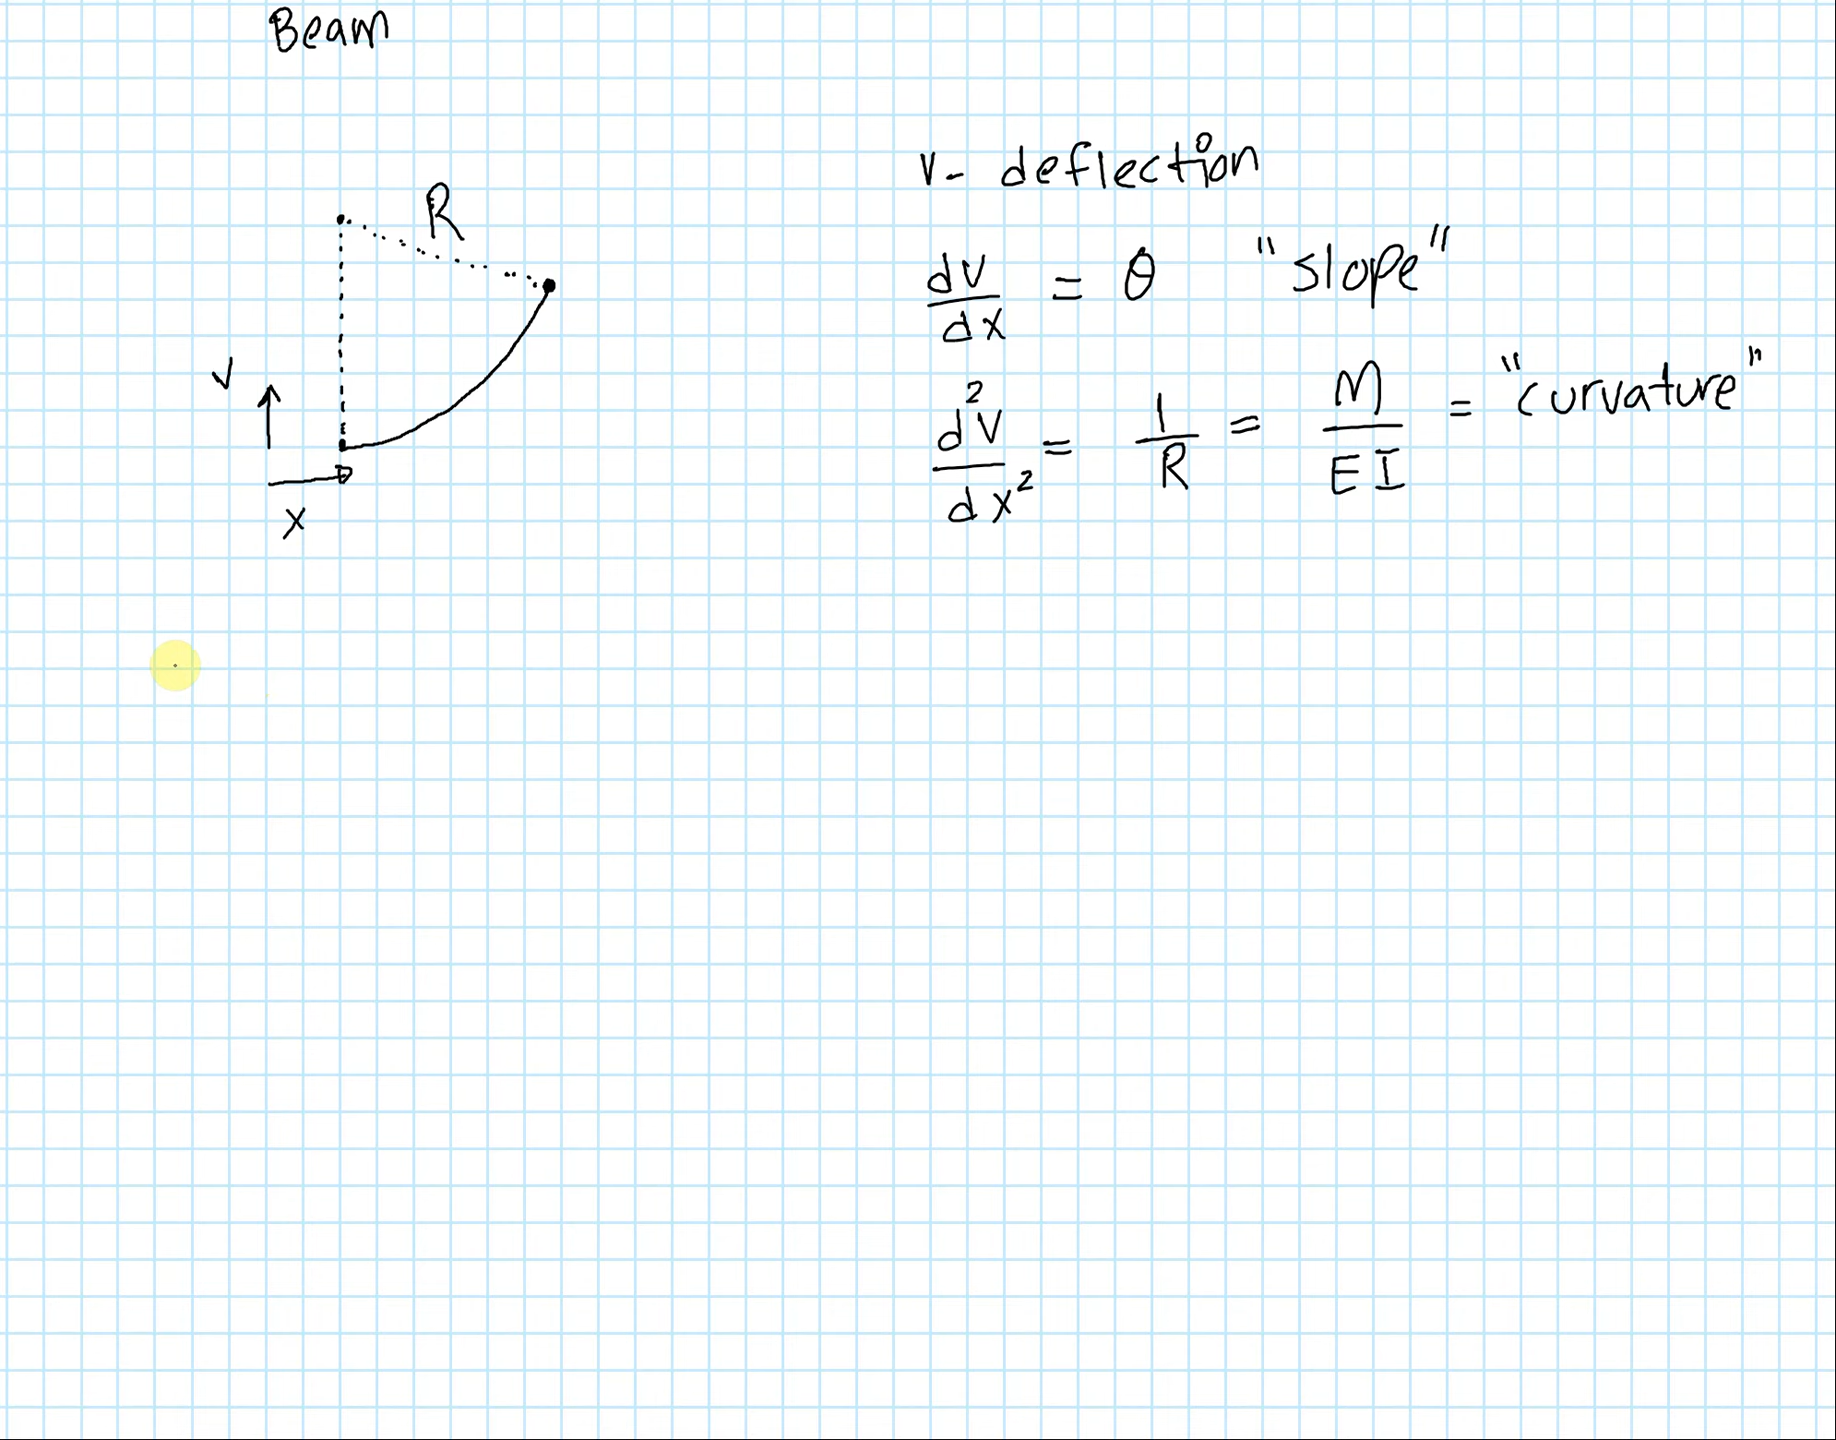 Beam
v- deflection
R
dv/dx = θ "slope"
v
d²v/dx² = 1/R = M/EI = "curvature"
x